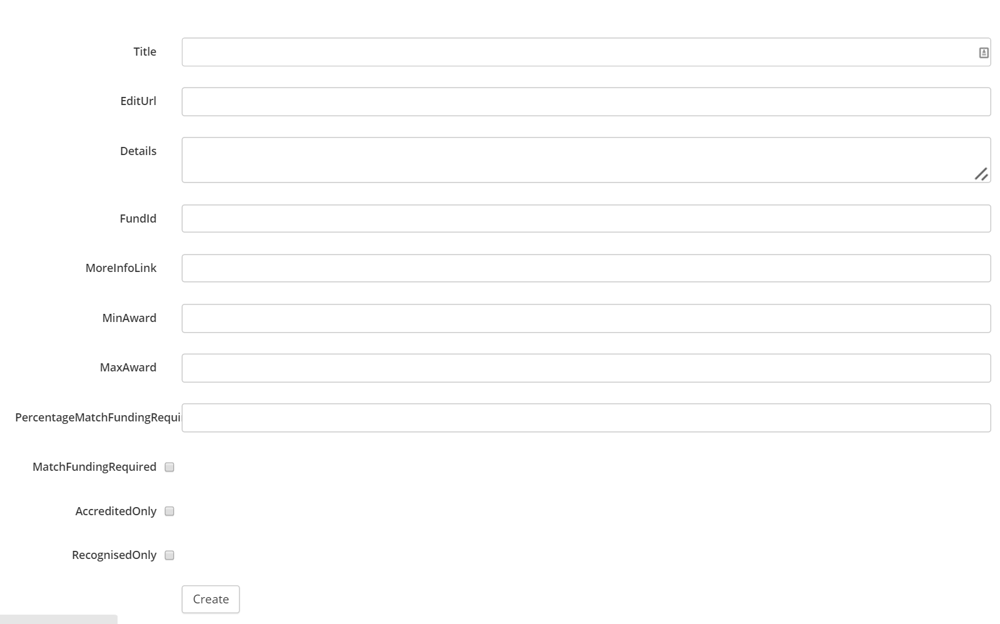 Title
EditUrl
Details
FundId
MoreInfoLink
MinAward
MaxAward
PercentageMatchFundingRequi
MatchFundingRequired
AccreditedOnly
RecognisedOnly
Create